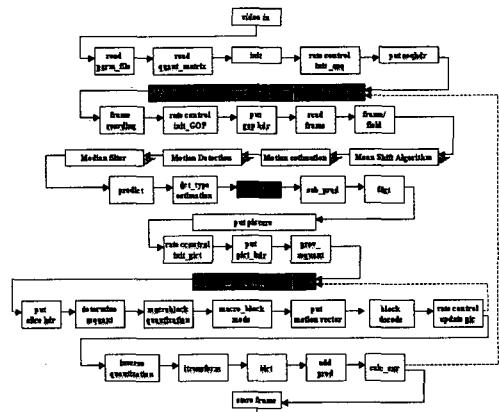 video in
read parm_file
read quant_matrix
init
rate control init_seq
put seqhdr
frame
rate control init_GOP
put gop hdr
read frame
frame/ field
Median filter
Motion Detection
Motion estimation
Mean Shift Algorithm
predict
dct_type estimation
sub_pred
put picture
rate control init_pict
put pict_hdr
prev_ mquant
put slice hdr
determine mquant
macroblock quantization
macro_block mode
put motion vector
block decode
rate control update pic
inverse quantization
itransform
idct
add pred
calc_snr
store frame